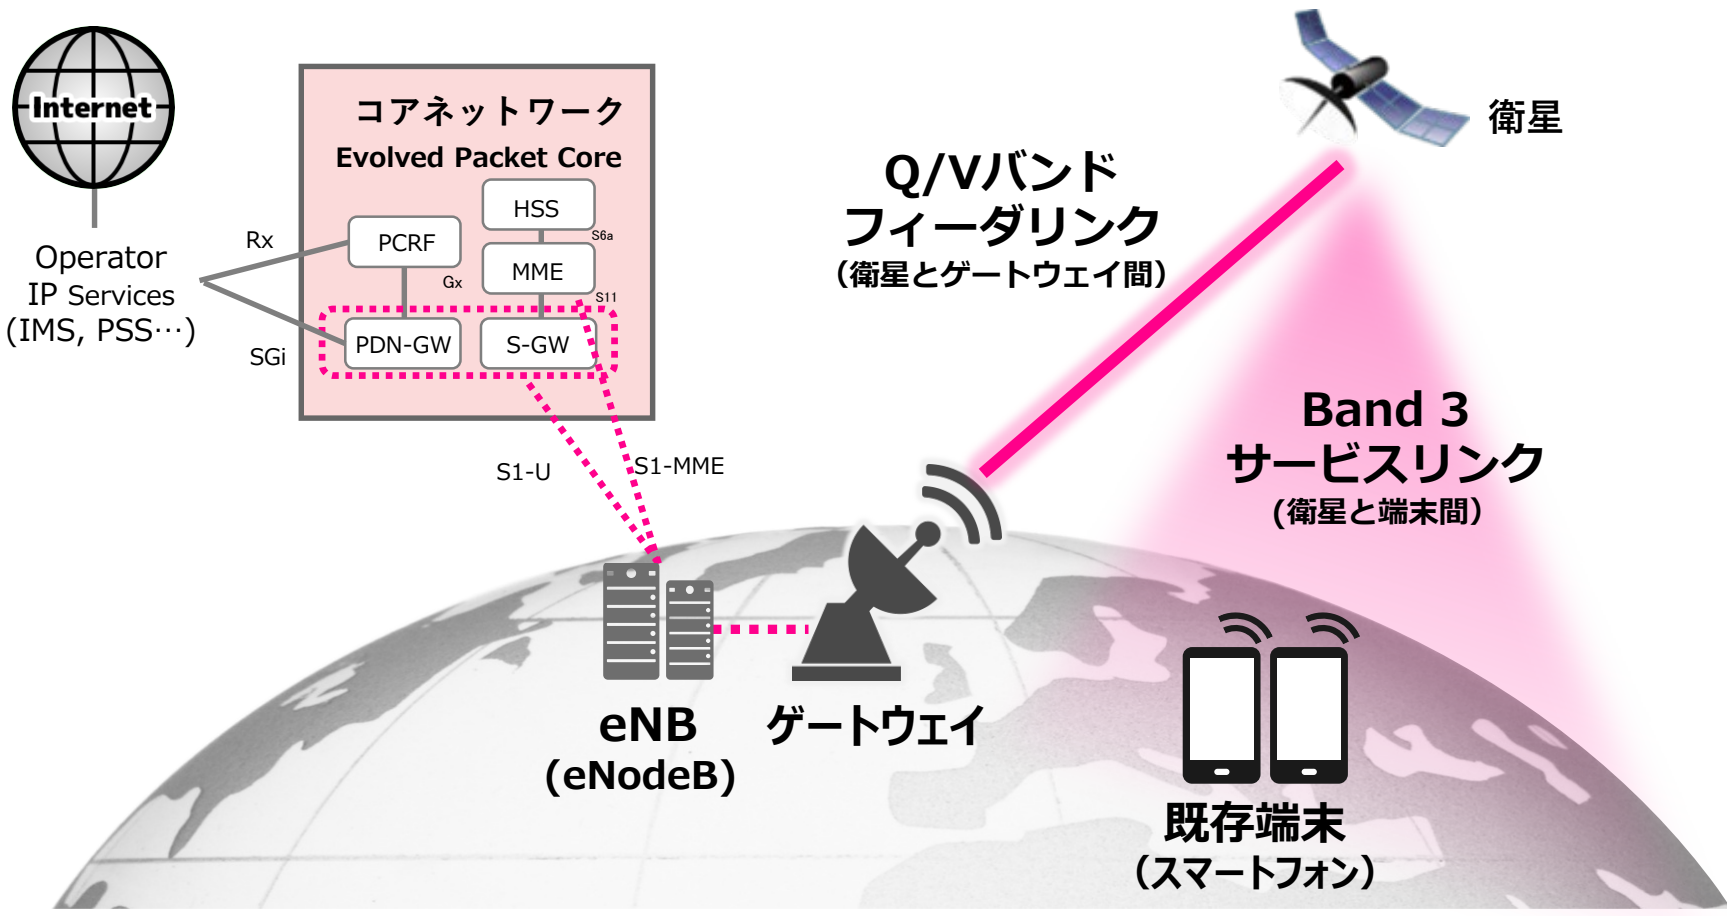 Internet
Operator
IP Services
(IMS, PSS…)
Rx
SGi
コアネットワーク
Evolved Packet Core
HSS
S6a
PCRF
MME
Gx
S11
PDN-GW
S-GW
S1-U
S1-MME
eNB
(eNodeB)
ゲートウェイ
Q/Vバンド
フィーダリンク
（衛星とゲートウェイ間）
衛星
Band 3
サービスリンク
(衛星と端末間）
既存端末
（スマートフォン）